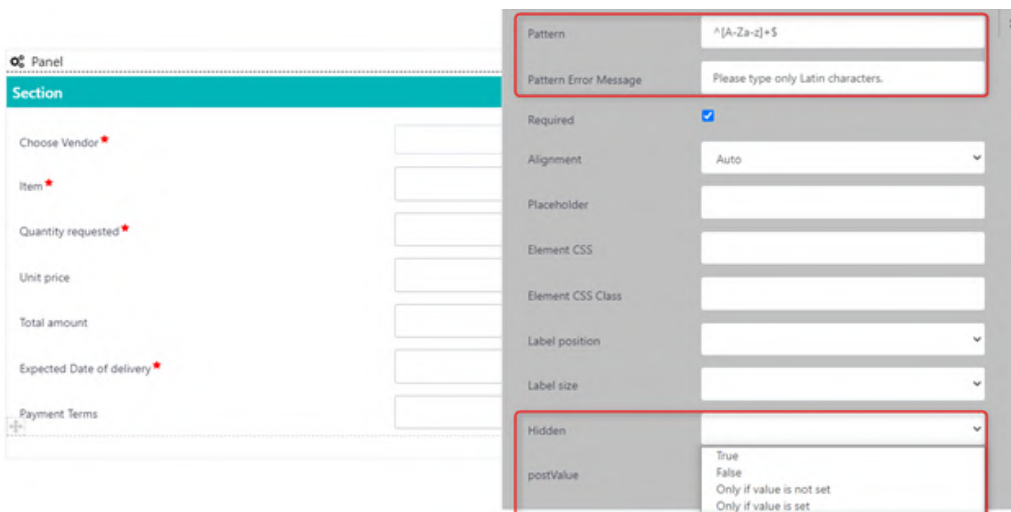 Panel
Section
Choose Vendor*
Item*
Quantity requested*
Unit price
Total amount
Expected Date of delivery*
Payment Terms
Pattern
^[A-Za-z]+$
Pattern Error Message
Please type only Latin characters.
Required
Alignment
Auto
Placeholder
Element CSS
Element CSS Class
Label position
Label size
Hidden
True
False
Only if value is not set
Only if value is set
postValue